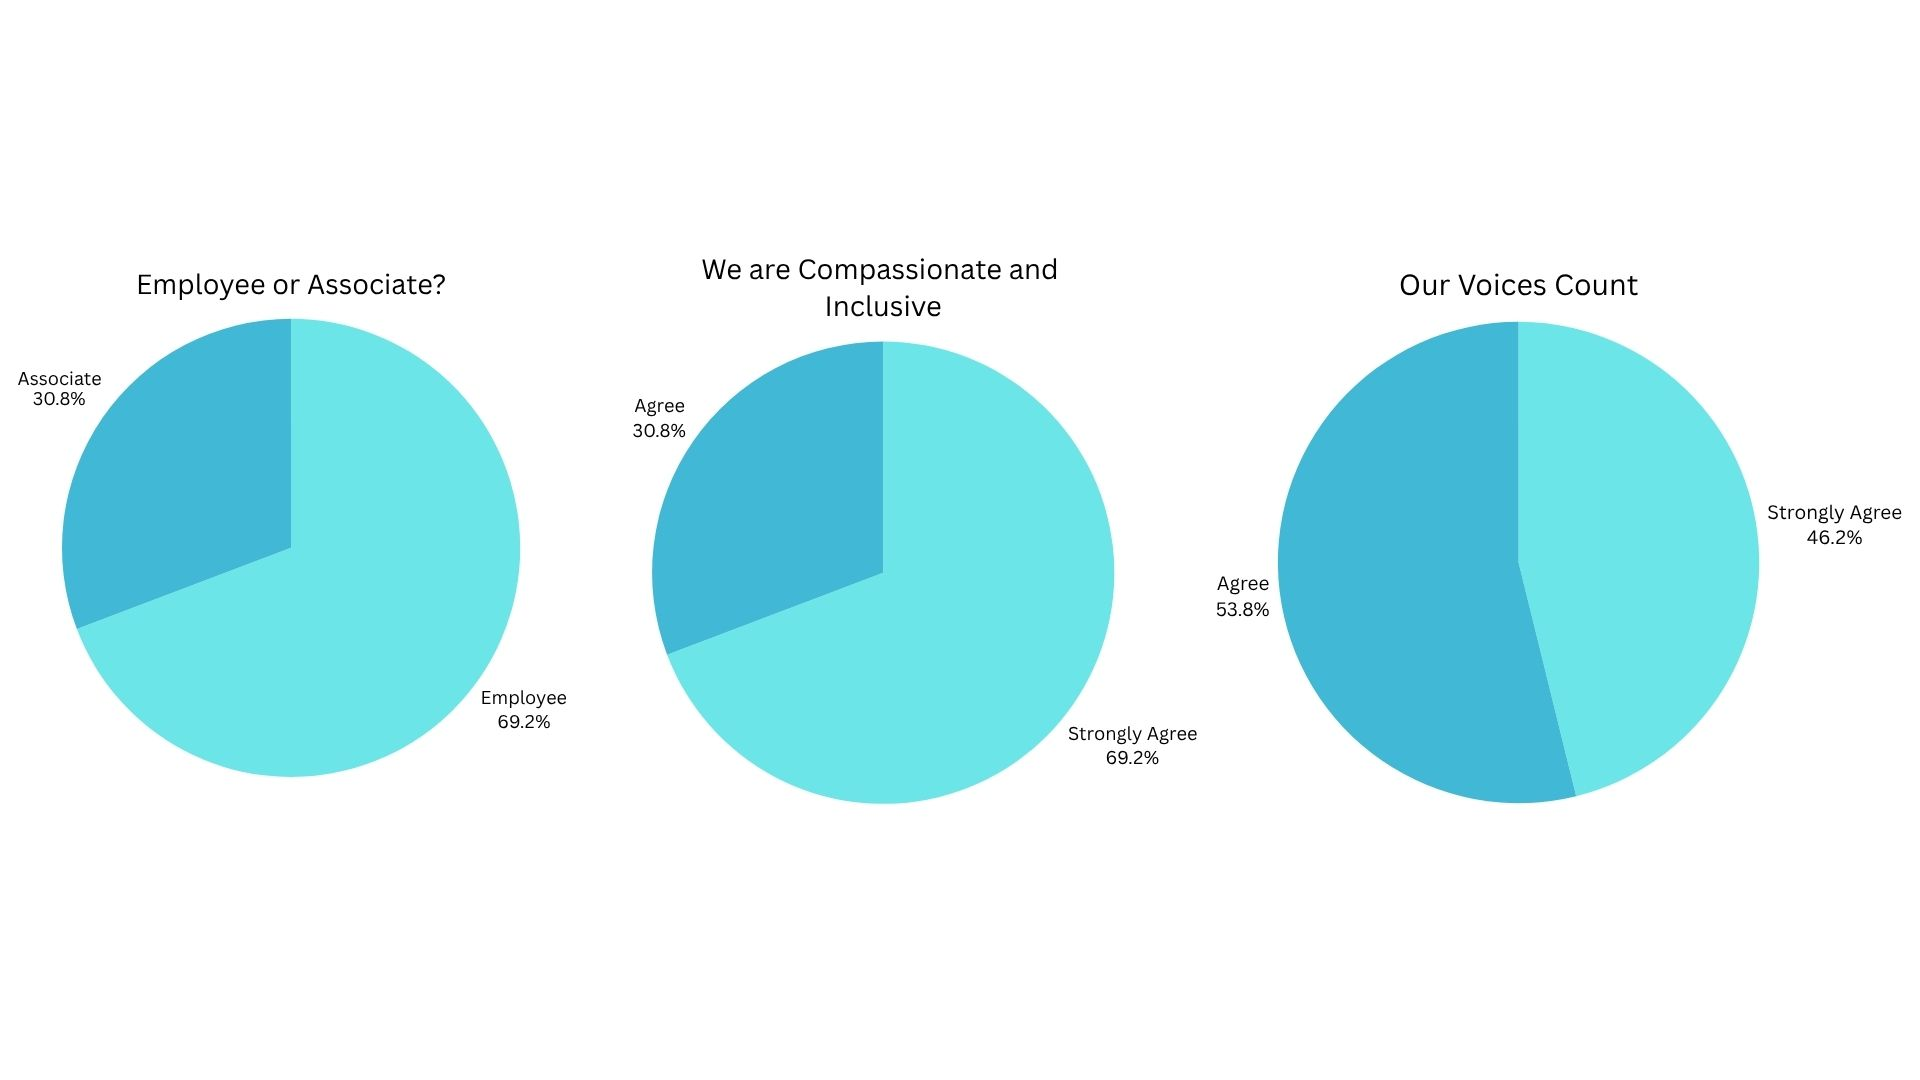 Employee or Associate?
Associate
30.8%
Employee
69.2%
We are Compassionate and
Inclusive
Agree
30.8%
Strongly Agree
69.2%
Our Voices Count
Strongly Agree
46.2%
Agree
53.8%